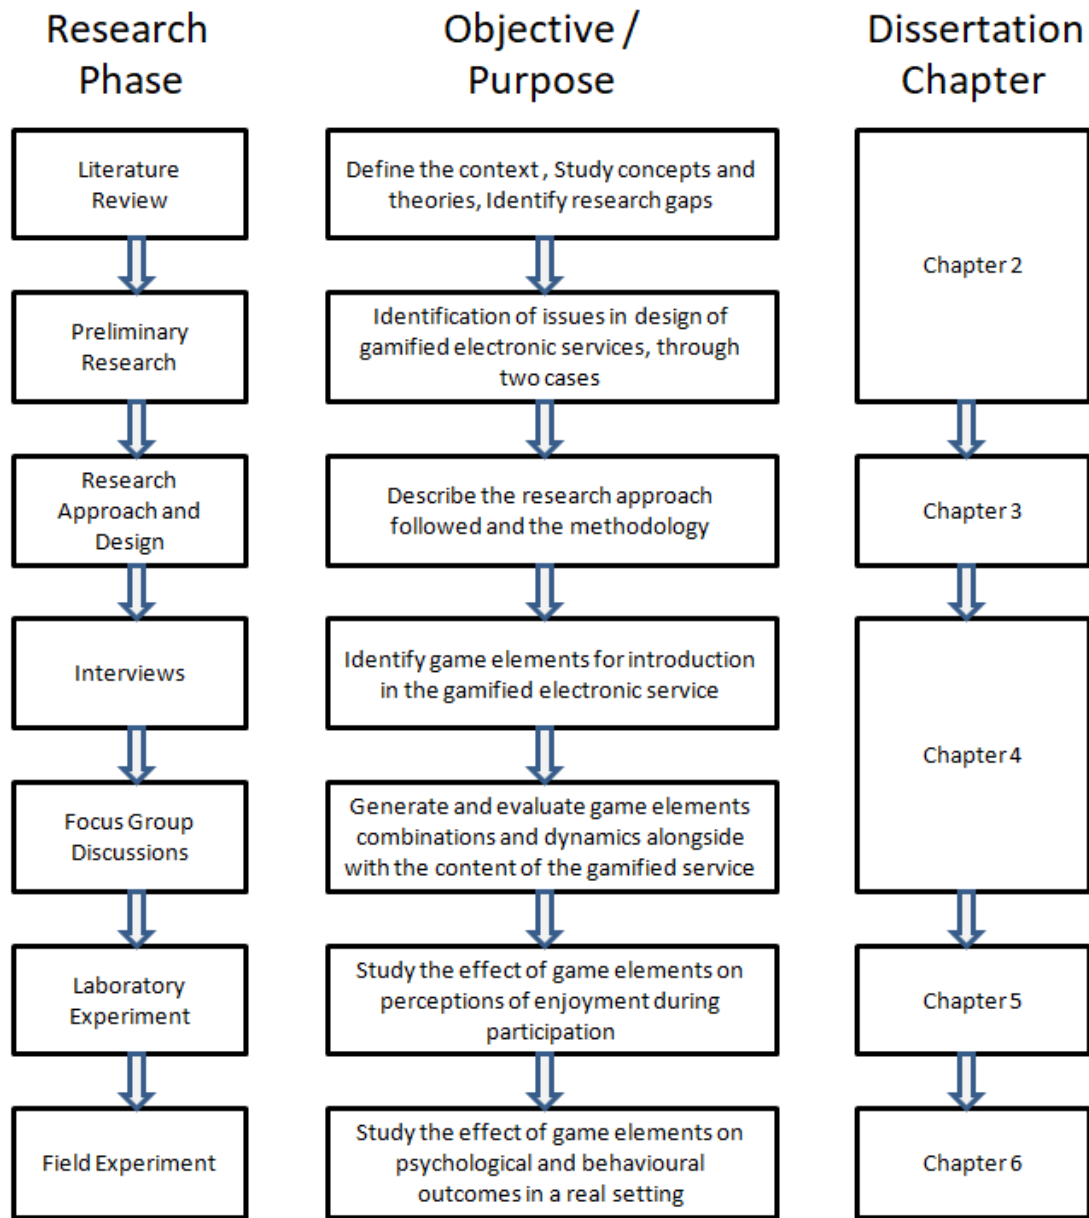 Research
Phase
Objective /
Purpose
Dissertation
Chapter
Literature
Review
Define the context , Study concepts and
theories, Identify research gaps
Chapter 2
Preliminary
Research
Identification of issues in design of
gamified electronic services, through
two cases
Research
Approach and
Design
Describe the research approach
followed and the methodology
Chapter 3
Interviews
Identify game elements for introduction
in the gamified electronic service
Chapter 4
Focus Group
Discussions
Generate and evaluate game elements
combinations and dynamics alongside
with the content of the gamified service
Laboratory
Experiment
Study the effect of game elements on
perceptions of enjoyment during
participation
Chapter 5
Field Experiment
Study the effect of game elements on
psychological and behavioural
outcomes in a real setting
Chapter 6